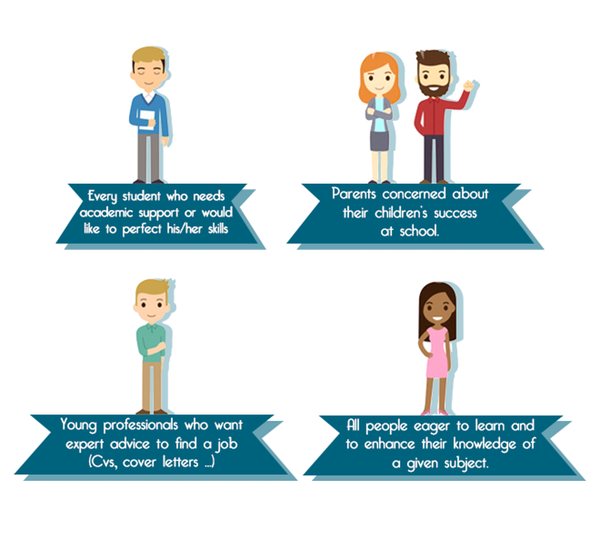 Every student who needs
academic support or would
like to perfect his/her skills
Parents concerned about
their children's success
at school.
Young professionals who want
expert advice to find a job
(Cvs, cover letters ...)
All people eager to learn and
to enhance their knowledge of
a given subject.